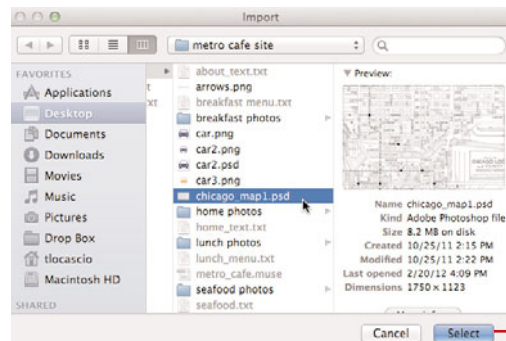 Import
metro cafe site
FAVORITES
Applications
Desktop
Documents
Downloads
Movies
Music
Pictures
Drop Box
tlocascio
Macintosh HD
SHARED
t
xt
about_text.txt
arrows.png
breakfast menu.txt
breakfast photos
car.png
car2.png
car2.psd
car3.png
chicago_map1.psd
home photos
home_text.txt
lunch photos
lunch_menu.txt
metro_cafe.muse
seafood photos
seafood.txt
Preview:
Name chicago_map1.psd
Kind Adobe Photoshop file
Size 8.2 MB on disk
Created 10/25/11 2:15 PM
Modified 10/25/11 2:22 PM
Last opened 2/20/12 4:09 PM
Dimensions 1750 x 1123
Cancel
Select